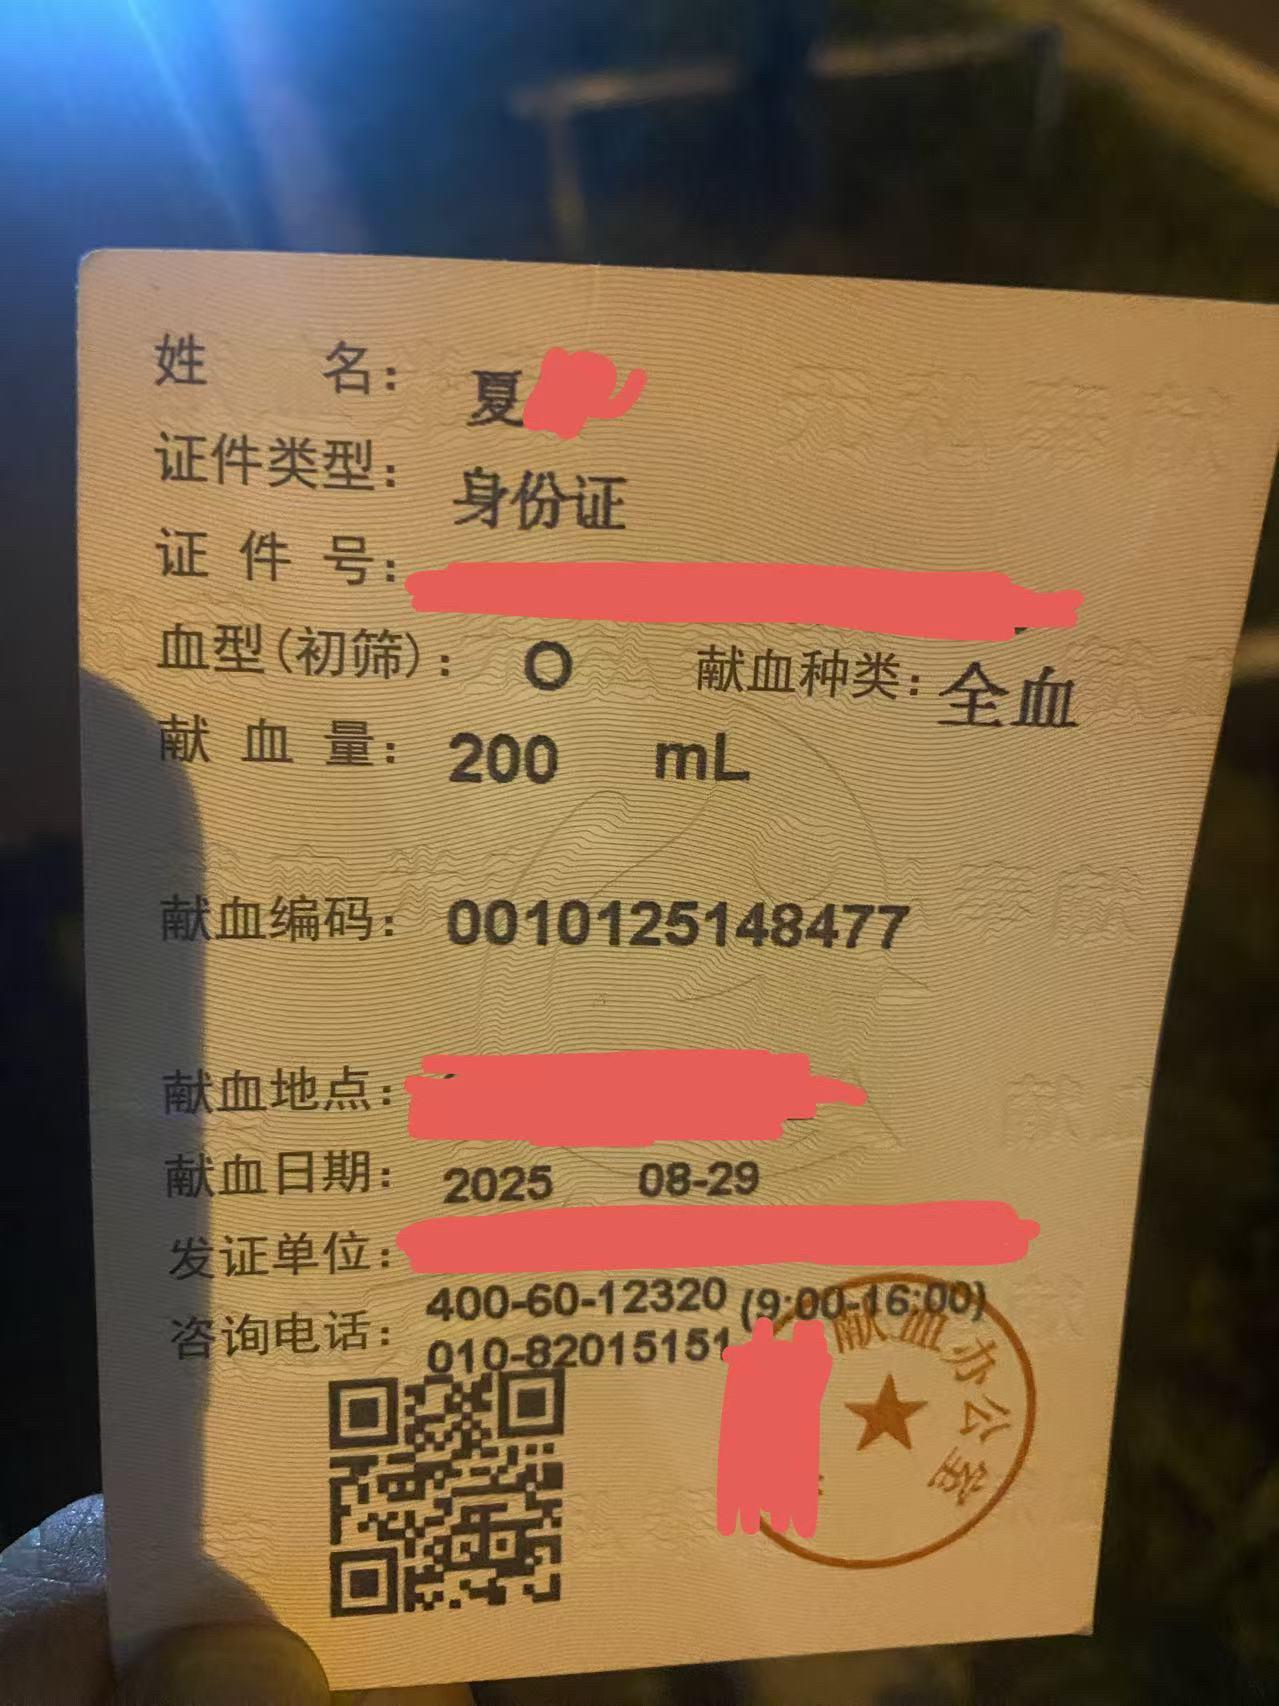 姓 名： 夏
证件类型： 身份证
证 件 号：
血型(初筛)： O 献血种类： 全血
献 血 量： 200 mL
献血编码： 0010125148477
献血地点：
献血日期： 2025 08-29
发证单位：
咨询电话： 400-60-12320 (9:00-16:00)
010-82015151
献血办公室